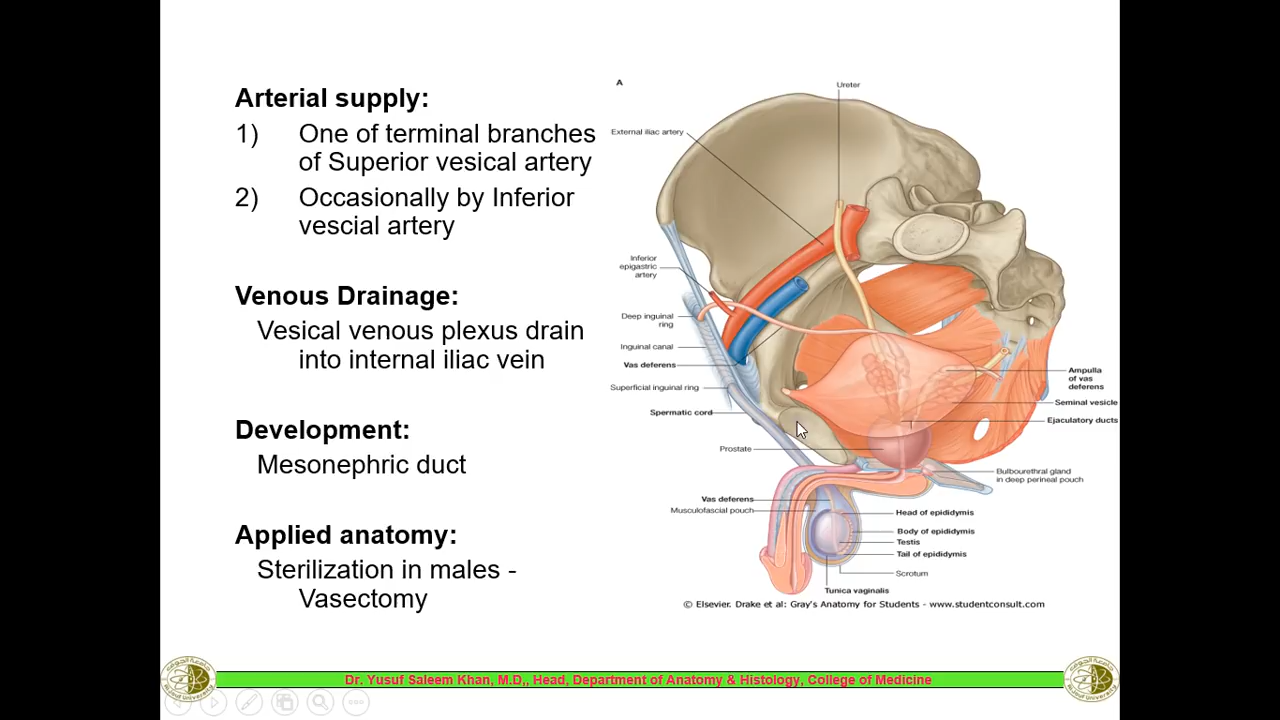 Arterial supply:
1) One of terminal branches
of Superior vesical artery
2) Occasionally by Inferior
vescial artery
Venous Drainage:
Vesical venous plexus drain
into internal iliac vein
Development:
Mesonephric duct
Applied anatomy:
Sterilization in males -
Vasectomy
A
Ureter
External iliac artery
Inferior
epigastric
artery
Deep inguinal
ring
Inguinal canal
Vas deferens
Superficial inguinal ring
Spermatic cord
Prostate
Vas deferens
Musculofascial pouch
Ampulla
of vas
deferens
Seminal vesicle
Ejaculatory ducts
Bulbourethral gland
in deep perineal pouch
Head of epididymis
Body of epididymis
Testis
Tail of epididymis
Scrotum
Tunica vaginalis
© Elsevier. Drake et al: Gray's Anatomy for Students - www.studentconsult.com
Dr. Yusuf Saleem Khan, M.D,, Head, Department of Anatomy & Histology, College of Medicine